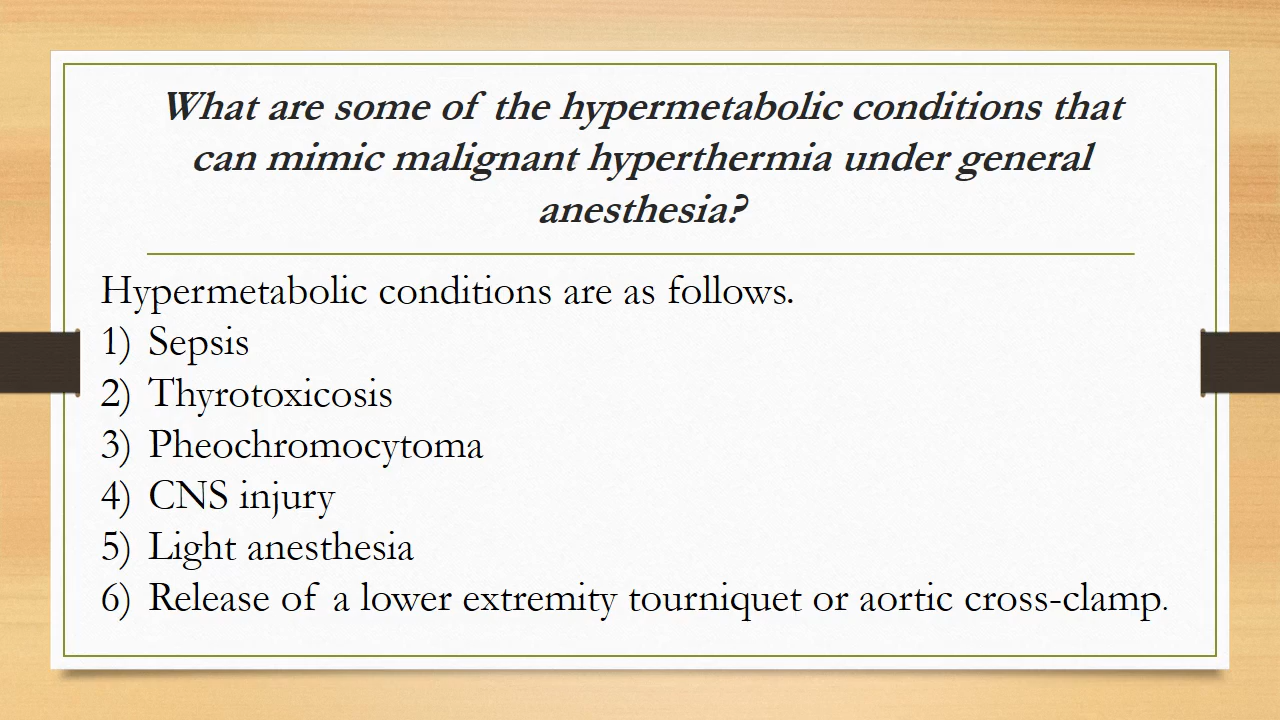 What are some of the hypermetabolic conditions that
can mimic malignant hyperthermia under general
anesthesia?
Hypermetabolic conditions are as follows.
1) Sepsis
2) Thyrotoxicosis
3) Pheochromocytoma
4) CNS injury
5) Light anesthesia
6) Release of a lower extremity tourniquet or aortic cross-clamp.